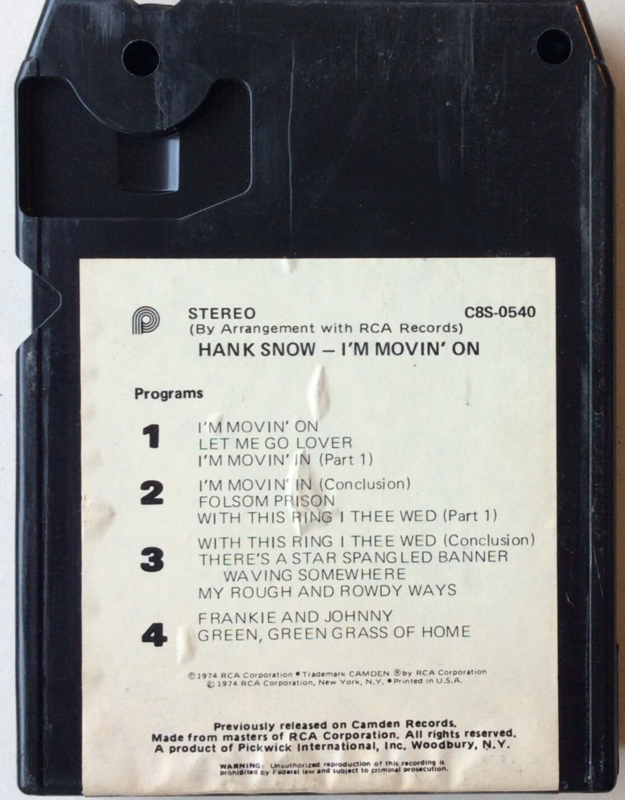 STEREO C8S-0540
(By Arrangement with RCA Records)
HANK SNOW – I'M MOVIN' ON
Programs
1 I'M MOVIN' ON
LET ME GO LOVER
I'M MOVIN' IN (Part 1)
2 I'M MOVIN' IN (Conclusion)
FOLSOM PRISON
WITH THIS RING I THEE WED (Part 1)
3 WITH THIS RING I THEE WED (Conclusion)
THERE'S A STAR SPANGLED BANNER
WAVING SOMEWHERE
MY ROUGH AND ROWDY WAYS
4 FRANKIE AND JOHNNY
GREEN, GREEN GRASS OF HOME
℗1974 RCA Corporation ● Trademark CAMDEN ® by RCA Corporation
©1974 RCA Corporation, New York, N.Y. ● Printed in U.S.A.
Previously released on Camden Records.
Made from masters of RCA Corporation. All rights reserved.
A product of Pickwick International, Inc. Woodbury, N.Y.
WARNING: Unauthorized reproduction of this recording is
prohibited by Federal law and subject to criminal prosecution.